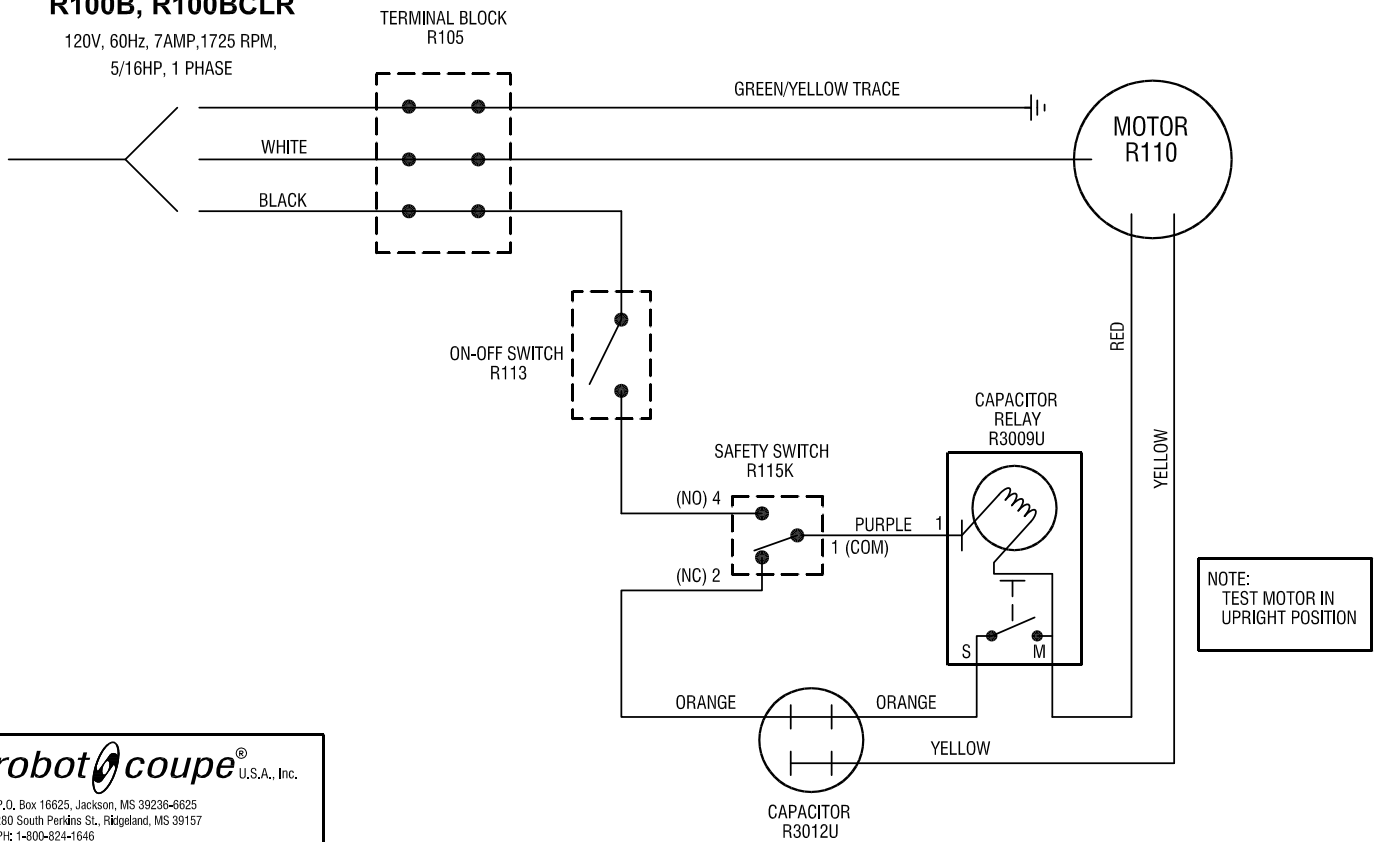 R100B, R100BCLR
120V, 60Hz, 7AMP,1725 RPM,
5/16HP, 1 PHASE
TERMINAL BLOCK
R105
GREEN/YELLOW TRACE
WHITE
BLACK
MOTOR
R110
ON-OFF SWITCH
R113
RED
YELLOW
CAPACITOR
RELAY
R3009U
SAFETY SWITCH
R115K
(NO) 4
PURPLE
1
1 (COM)
(NC) 2
S
M
NOTE:
TEST MOTOR IN
UPRIGHT POSITION
ORANGE
ORANGE
YELLOW
CAPACITOR
R3012U
robot coupe® U.S.A., Inc.
P.O. Box 16625, Jackson, MS 39236-6625
280 South Perkins St., Ridgeland, MS 39157
PH: 1-800-824-1646